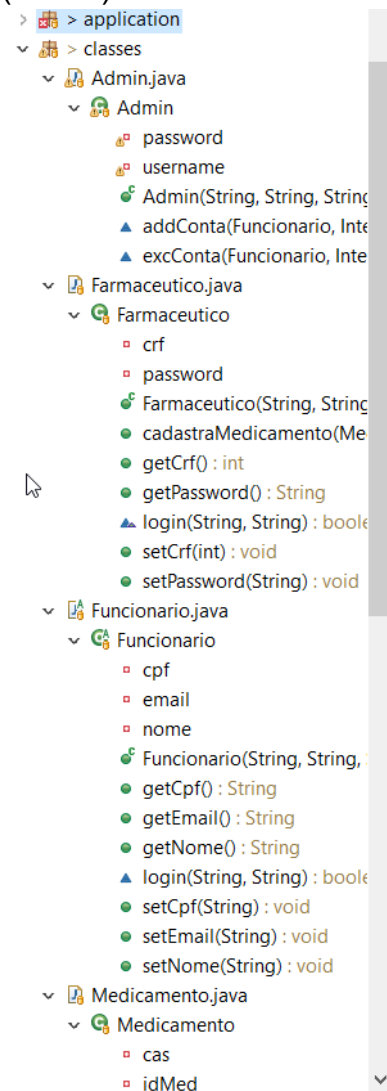 > application
> classes
Admin.java
Admin
password
username
Admin(String, String, String
addConta(Funcionario, Inte
excConta(Funcionario, Inte
Farmaceutico.java
Farmaceutico
crf
password
Farmaceutico(String, String
cadastraMedicamento(Me
getCrf() : int
getPassword() : String
login(String, String) : boole
setCrf(int) : void
setPassword(String) : void
Funcionario.java
Funcionario
cpf
email
nome
Funcionario(String, String,
getCpf() : String
getEmail() : String
getNome() : String
login(String, String) : boole
setCpf(String) : void
setEmail(String) : void
setNome(String) : void
Medicamento.java
Medicamento
cas
idMed